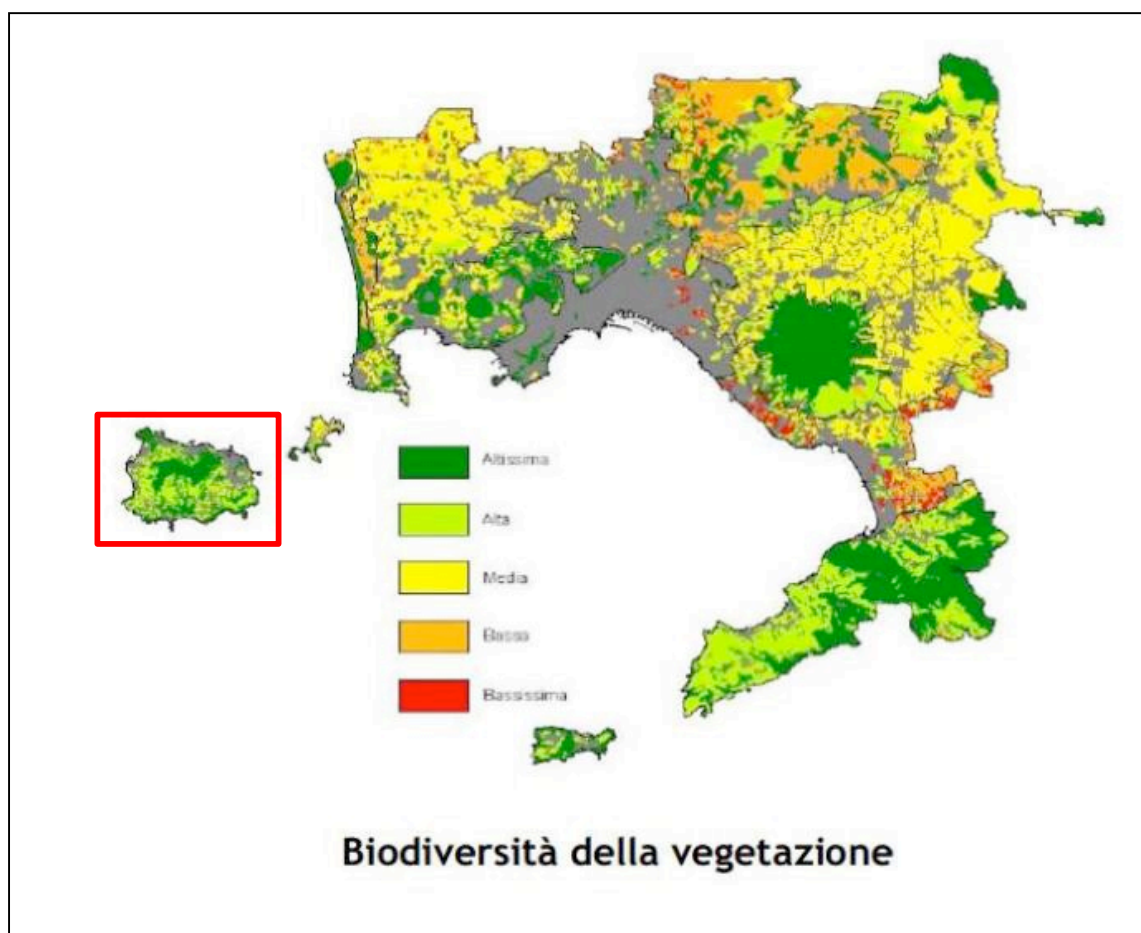 Altissima
Alta
Media
Bassa
Bassissima
Biodiversità della vegetazione